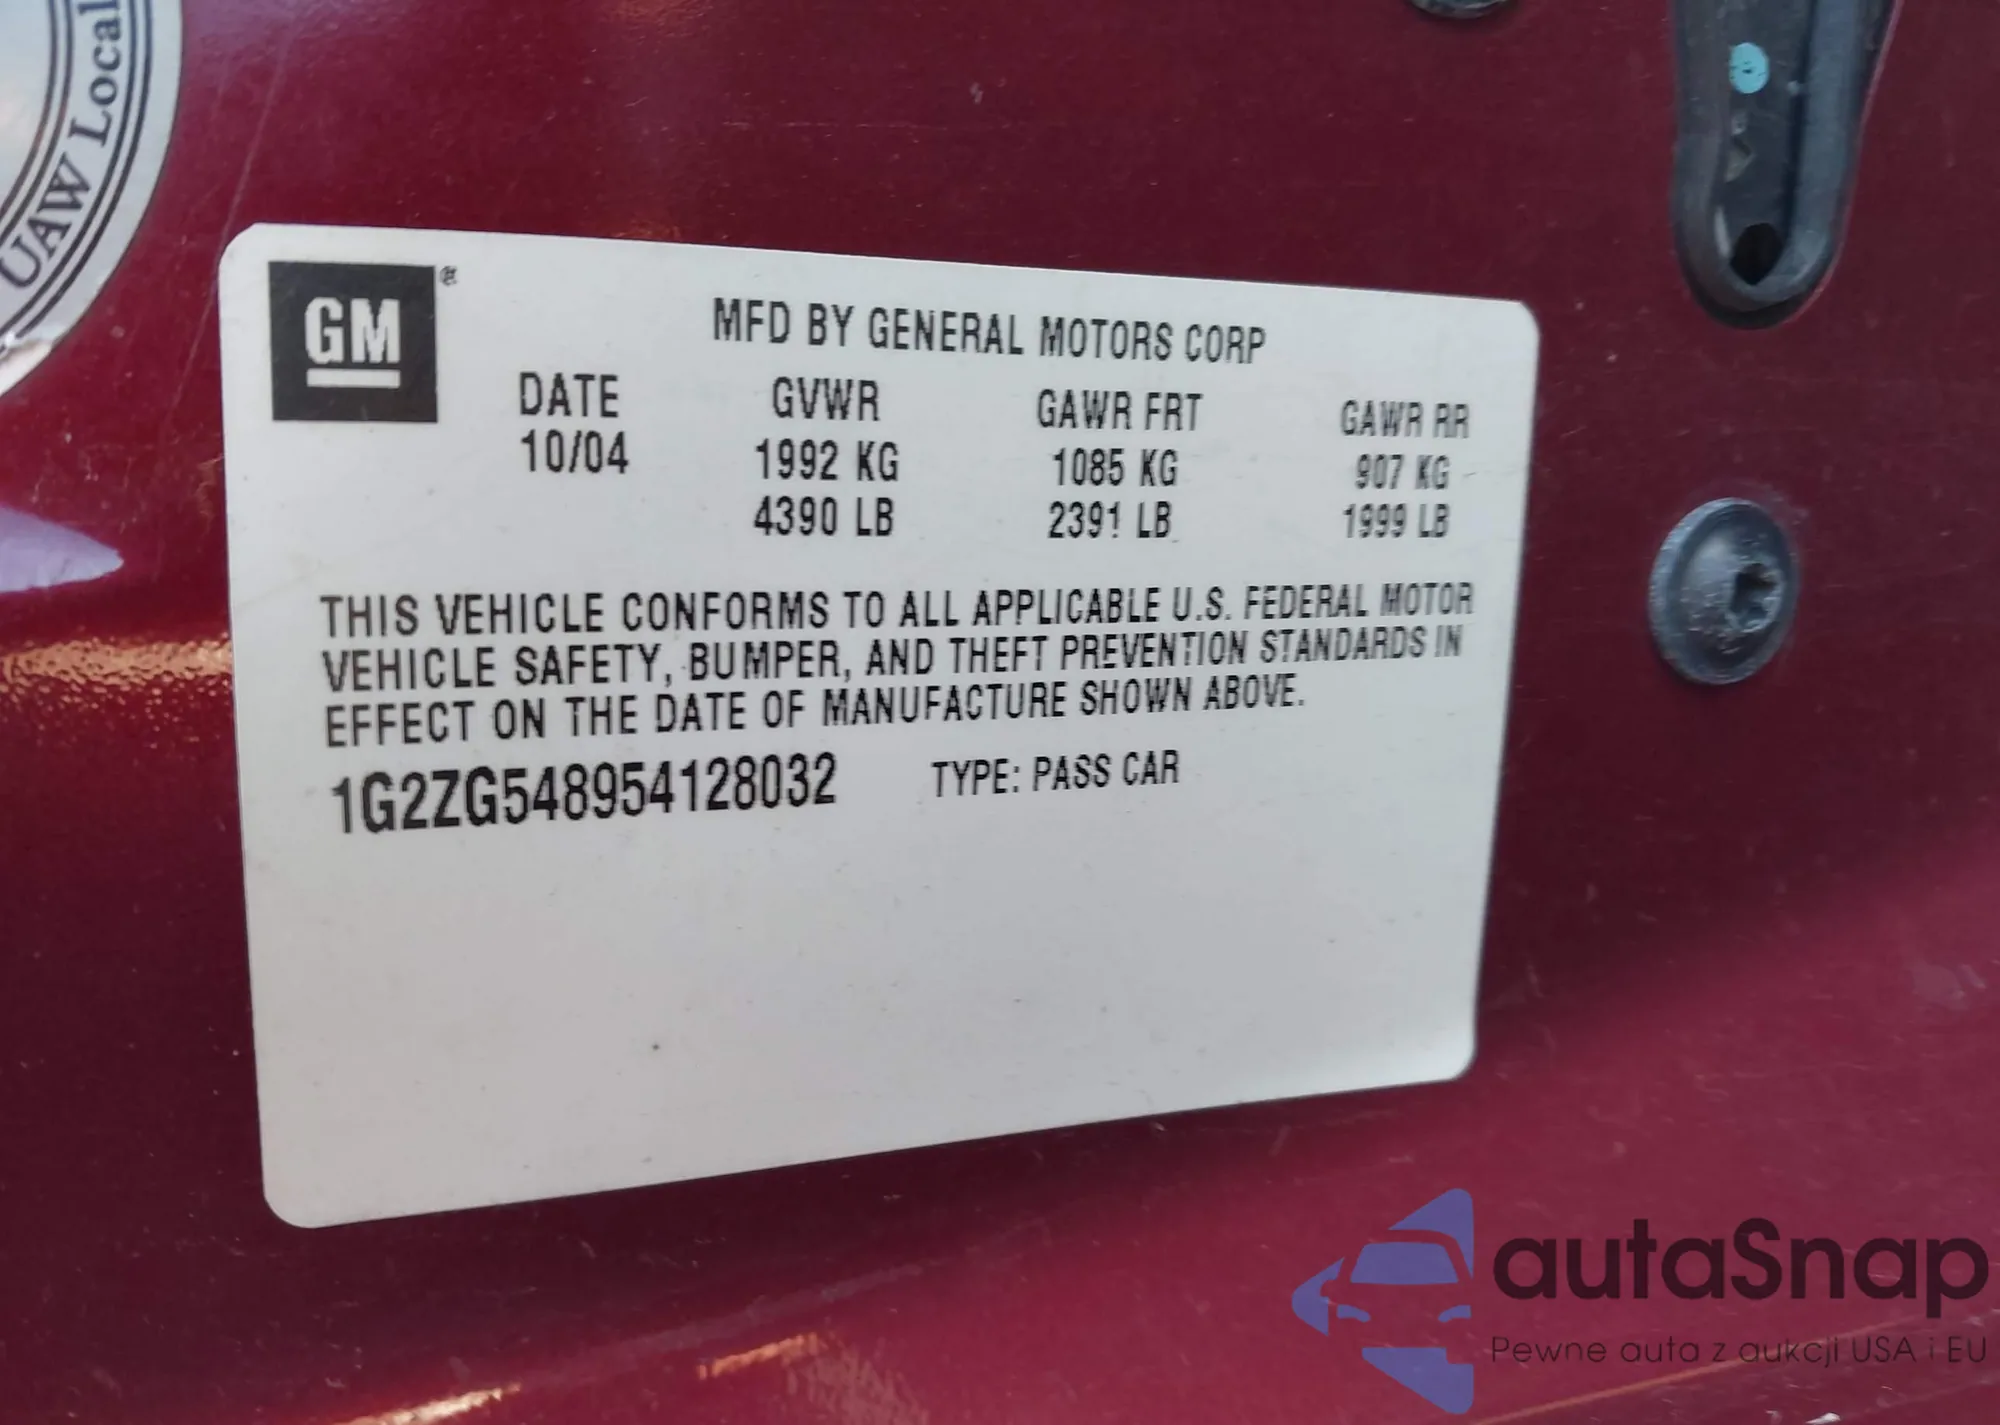 UAW Local
GM®
MFD BY GENERAL MOTORS CORP
DATE GVWR GAWR FRT GAWR RR
10/04 1992 KG 1085 KG 907 KG
4390 LB 2391 LB 1999 LB
THIS VEHICLE CONFORMS TO ALL APPLICABLE U.S. FEDERAL MOTOR
VEHICLE SAFETY, BUMPER, AND THEFT PREVENTION STANDARDS IN
EFFECT ON THE DATE OF MANUFACTURE SHOWN ABOVE.
1G2ZG548954128032 TYPE: PASS CAR
autaSnap
Pewne auta z aukcji USA i EU